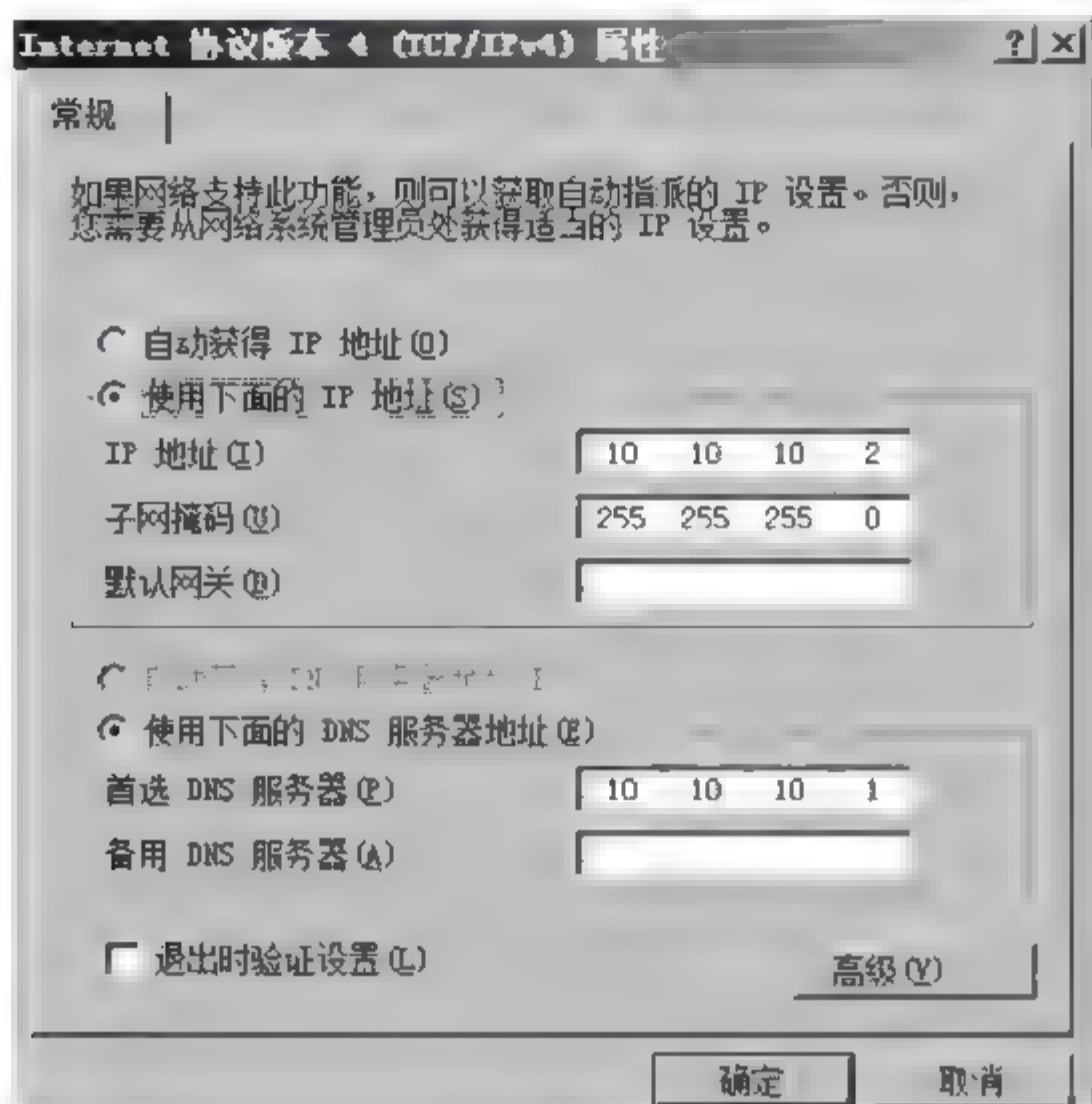 Internet 协议版本 4 (TCP/IPv4) 属性
常规
如果网络支持此功能,则可以获取自动指派的 IP 设置。否则,
您需要从网络系统管理员处获得适当的 IP 设置。
自动获得 IP 地址(O)
使用下面的 IP 地址(S)
IP 地址(I) 10 10 10 2
子网掩码(U) 255 255 255 0
默认网关(D)
使用下面的 DNS 服务器地址(E)
首选 DNS 服务器(P) 10 10 10 1
备用 DNS 服务器(A)
退出时验证设置(L)
高级(V)
确定 取消